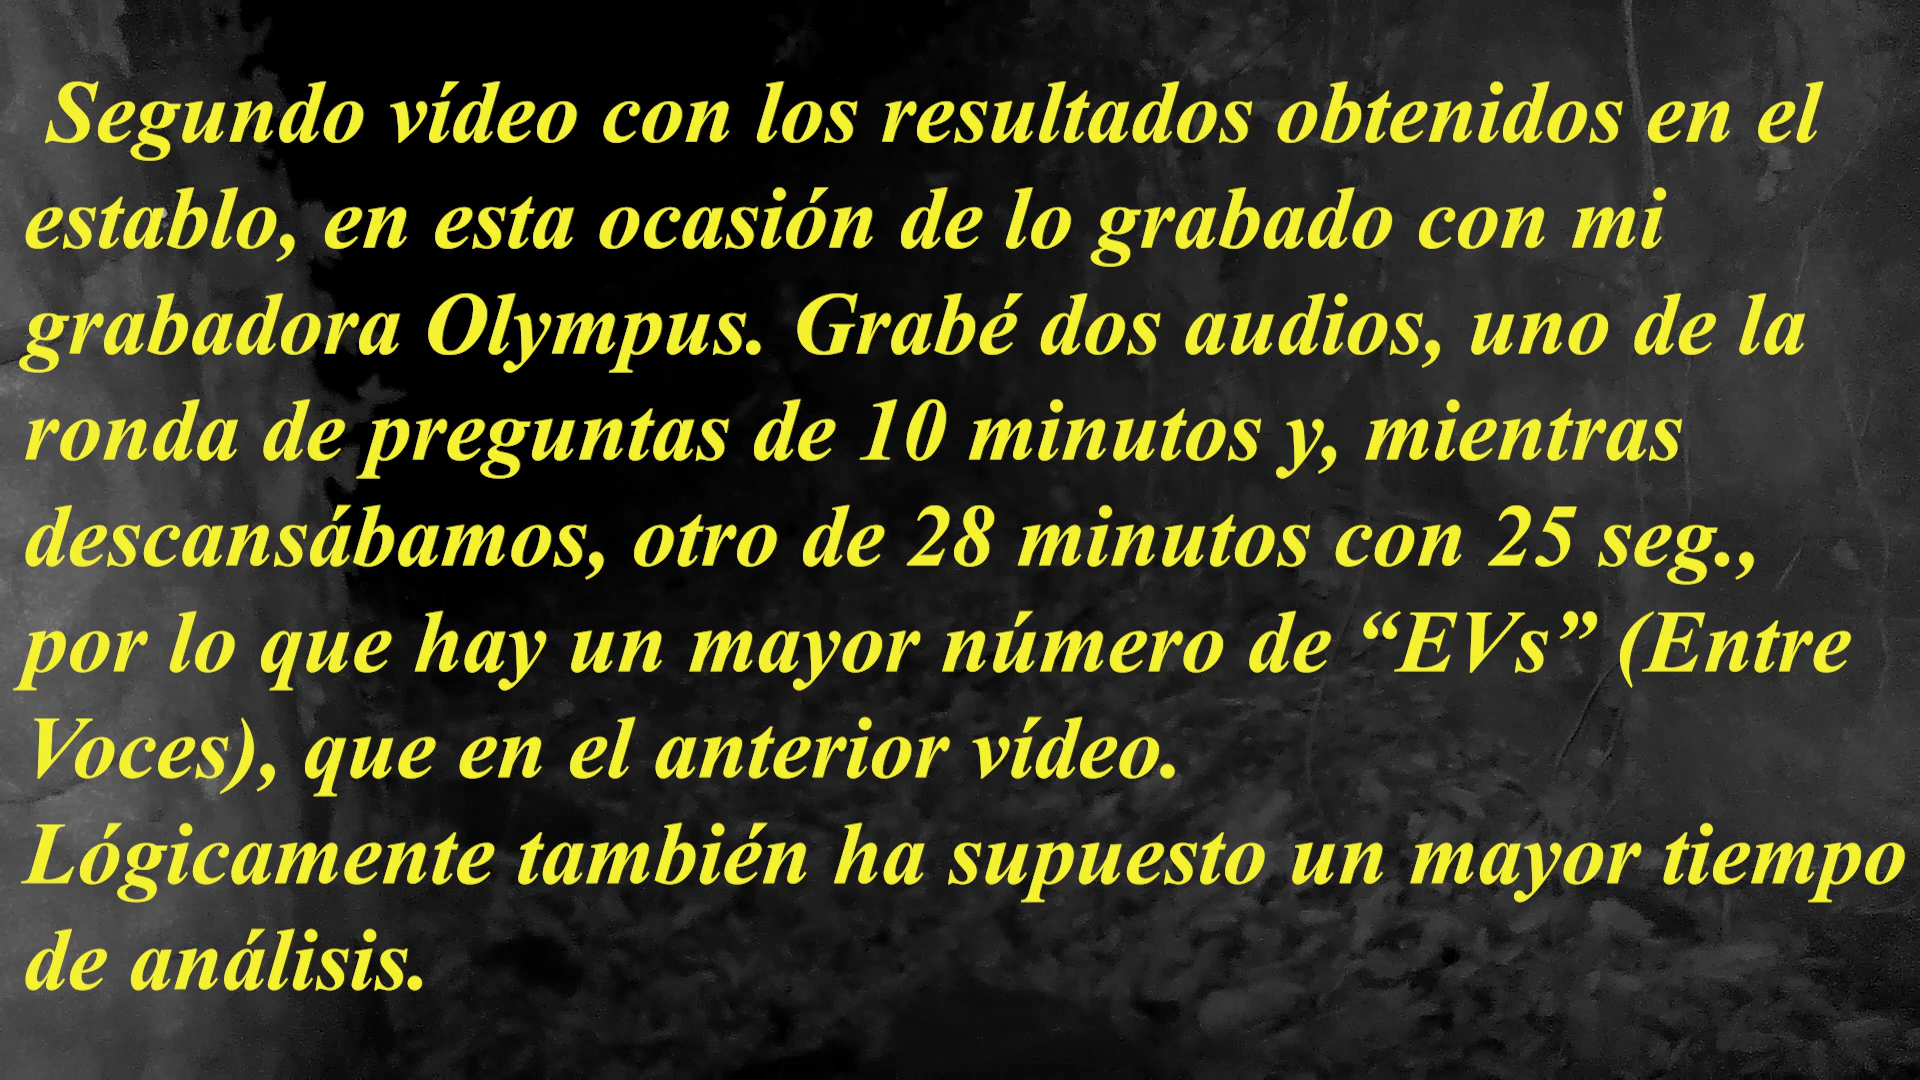 Segundo vídeo con los resultados obtenidos en el
establo, en esta ocasión de lo grabado con mi
grabadora Olympus. Grabé dos audios, uno de la
ronda de preguntas de 10 minutos y, mientras
descansábamos, otro de 28 minutos con 25 seg.,
por lo que hay un mayor número de “EVs” (Entre
Voces), que en el anterior vídeo.
Lógicamente también ha supuesto un mayor tiempo
de análisis.